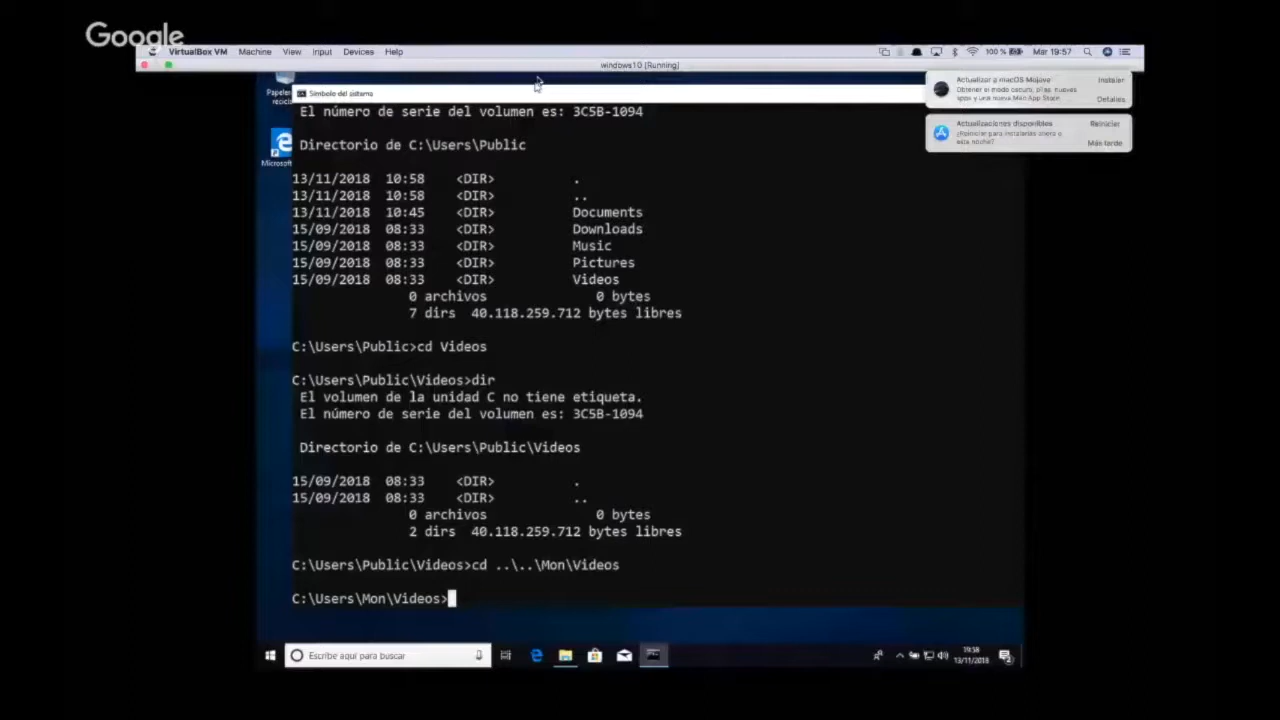 Google
VirtualBox VM Machine View Input Devices Help 100 % Mar 19:57
windows10 [Running]
Actualizar a macOS Mojave Instalar
Obtener el modo oscuro, pilas, nuevas
apps y una nueva Mac App Store. Detalles
Actualizaciones disponibles Reiniciar
¿Reiniciar para instalarlas ahora o
esta noche? Más tarde
Papelera
recicla
Microsoft
Símbolo del sistema
El número de serie del volumen es: 3C5B-1094
Directorio de C:\Users\Public
13/11/2018 10:58 <DIR> .
13/11/2018 10:58 <DIR> ..
13/11/2018 10:45 <DIR> Documents
15/09/2018 08:33 <DIR> Downloads
15/09/2018 08:33 <DIR> Music
15/09/2018 08:33 <DIR> Pictures
15/09/2018 08:33 <DIR> Videos
0 archivos 0 bytes
7 dirs 40.118.259.712 bytes libres
C:\Users\Public>cd Videos
C:\Users\Public\Videos>dir
El volumen de la unidad C no tiene etiqueta.
El número de serie del volumen es: 3C5B-1094
Directorio de C:\Users\Public\Videos
15/09/2018 08:33 <DIR> .
15/09/2018 08:33 <DIR> ..
0 archivos 0 bytes
2 dirs 40.118.259.712 bytes libres
C:\Users\Public\Videos>cd ..\..\Mon\Videos
C:\Users\Mon\Videos>
Escribe aquí para buscar
19:58
13/11/2018